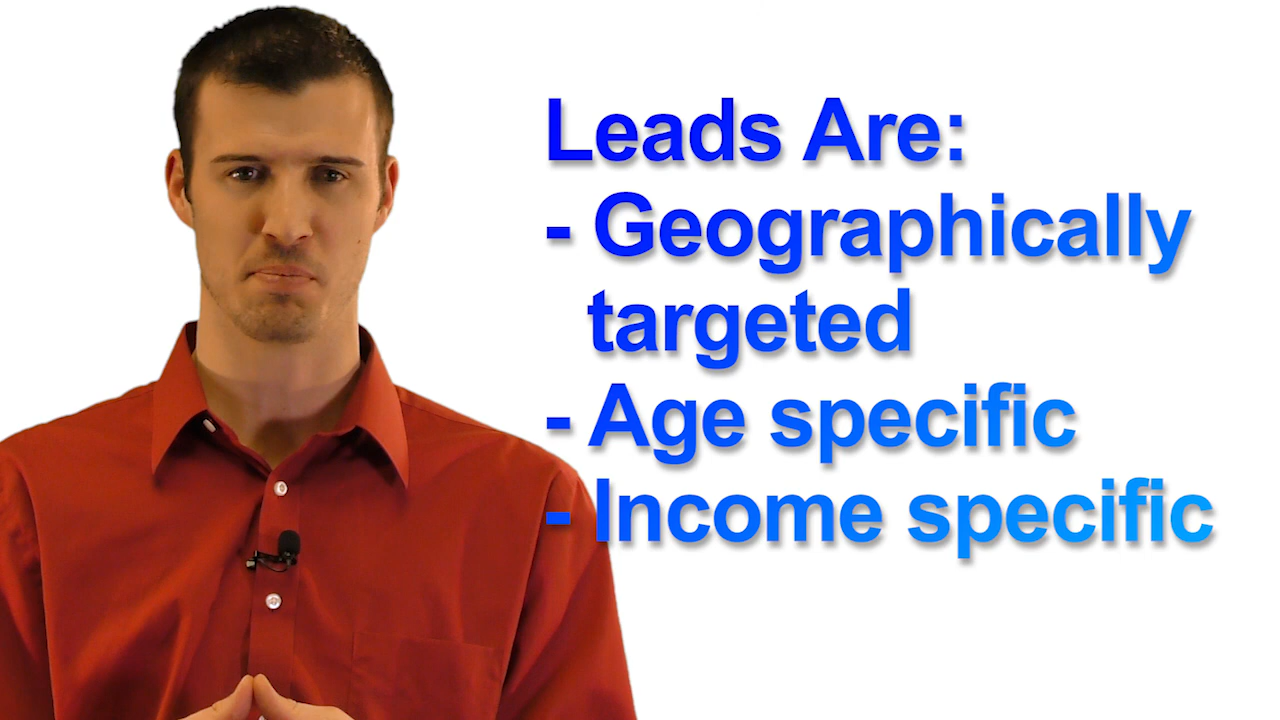 Leads Are:
- Geographically
targeted
- Age specific
- Income specific